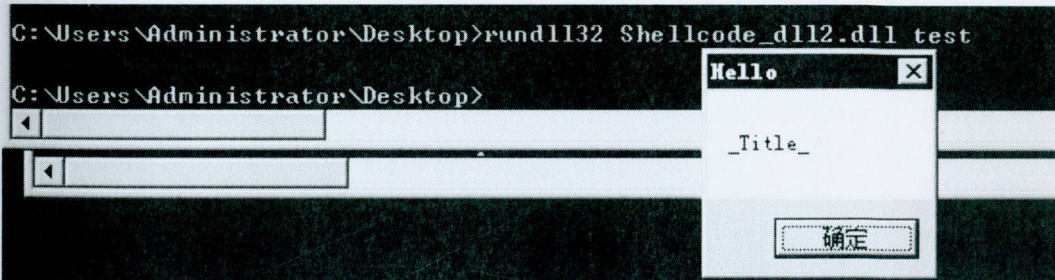 C:\Users\Administrator\Desktop>rundll32 Shellcode_dll2.dll test
C:\Users\Administrator\Desktop>
Hello
_Title_
确定